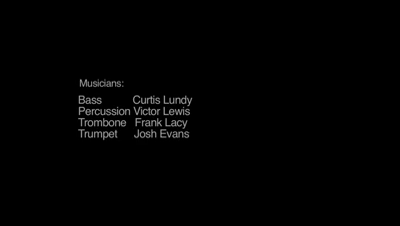 Musicians:
Bass Curtis Lundy
Percussion Victor Lewis
Trombone Frank Lacy
Trumpet Josh Evans